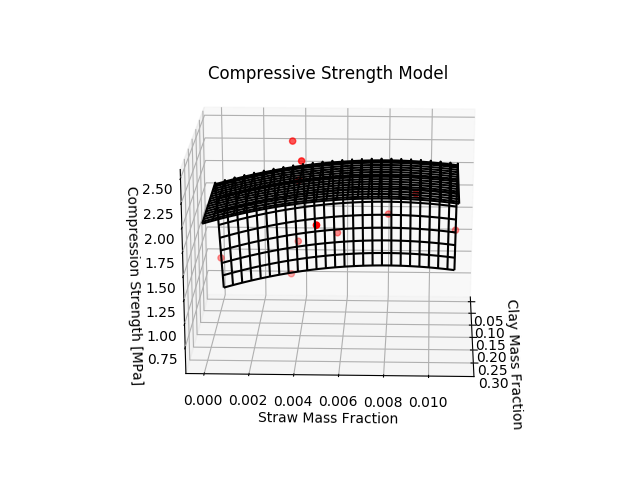 Compressive Strength Model
Compression Strength [MPa]
2.50
2.25
2.00
1.75
1.50
1.25
1.00
0.75
0.000 0.002 0.004 0.006 0.008 0.010
Straw Mass Fraction
0.05
0.10
0.15
0.20
0.25
0.30
Clay Mass Fraction